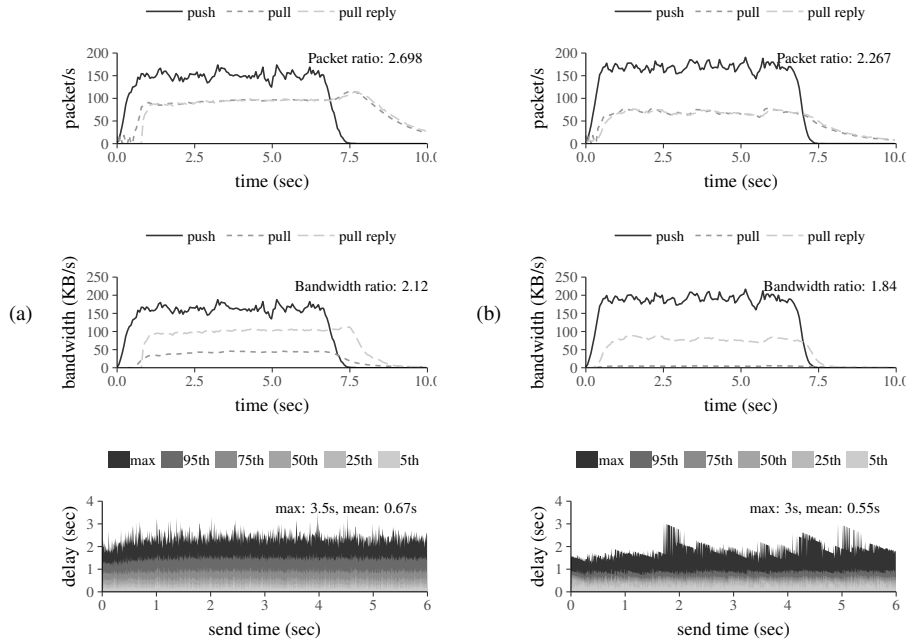 push pull pull reply
Packet ratio: 2.698
packet/s
200
150
100
50
0
0.0 2.5 5.0 7.5 10.0
time (sec)
push pull pull reply
Packet ratio: 2.267
packet/s
200
150
100
50
0
0.0 2.5 5.0 7.5 10.0
time (sec)
(a)
push pull pull reply
Bandwidth ratio: 2.12
bandwidth (KB/s)
250
200
150
100
50
0
0.0 2.5 5.0 7.5 10.0
time (sec)
(b)
push pull pull reply
Bandwidth ratio: 1.84
bandwidth (KB/s)
250
200
150
100
50
0
0.0 2.5 5.0 7.5 10.0
time (sec)
max 95th 75th 50th 25th 5th
max: 3.5s, mean: 0.67s
delay (sec)
4
3
2
1
0
0 1 2 3 4 5 6
send time (sec)
max 95th 75th 50th 25th 5th
max: 3s, mean: 0.55s
delay (sec)
4
3
2
1
0
0 1 2 3 4 5 6
send time (sec)